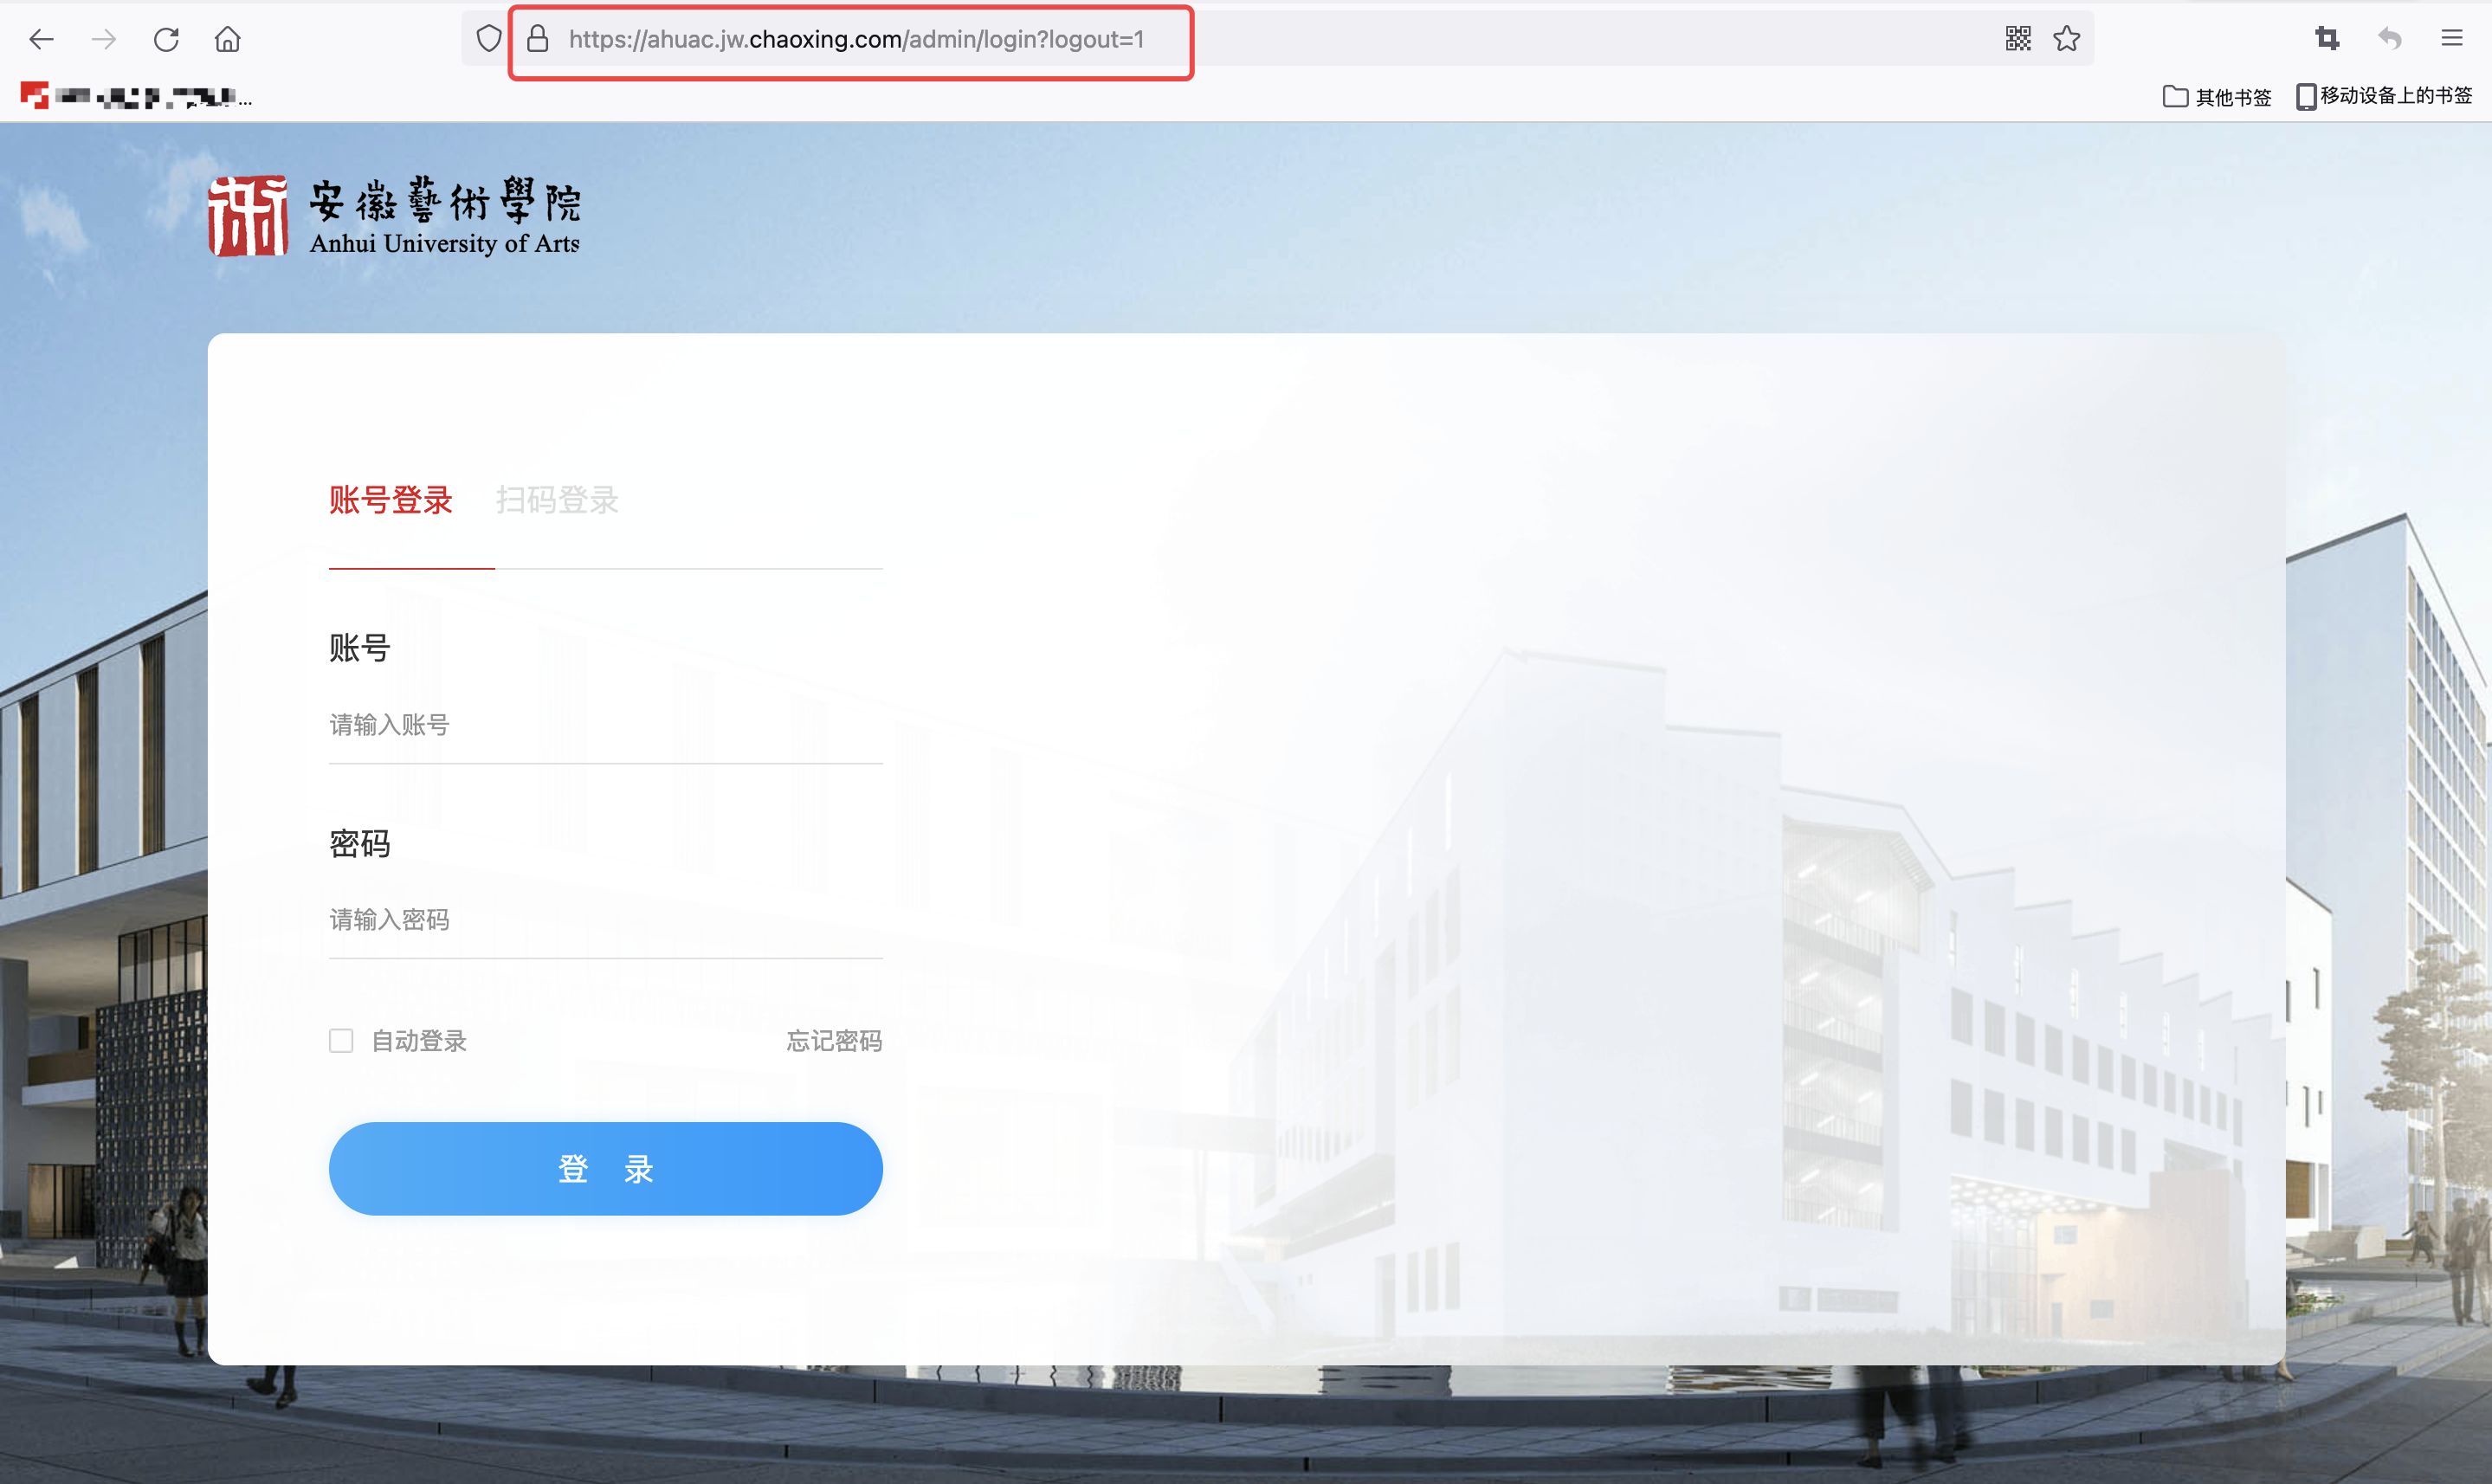 https://ahuac.jw.chaoxing.com/admin/login?logout=1
其他书签
移动设备上的书签
安徽藝術學院
Anhui University of Arts
账号登录
扫码登录
账号
请输入账号
密码
请输入密码
自动登录
忘记密码
登 录